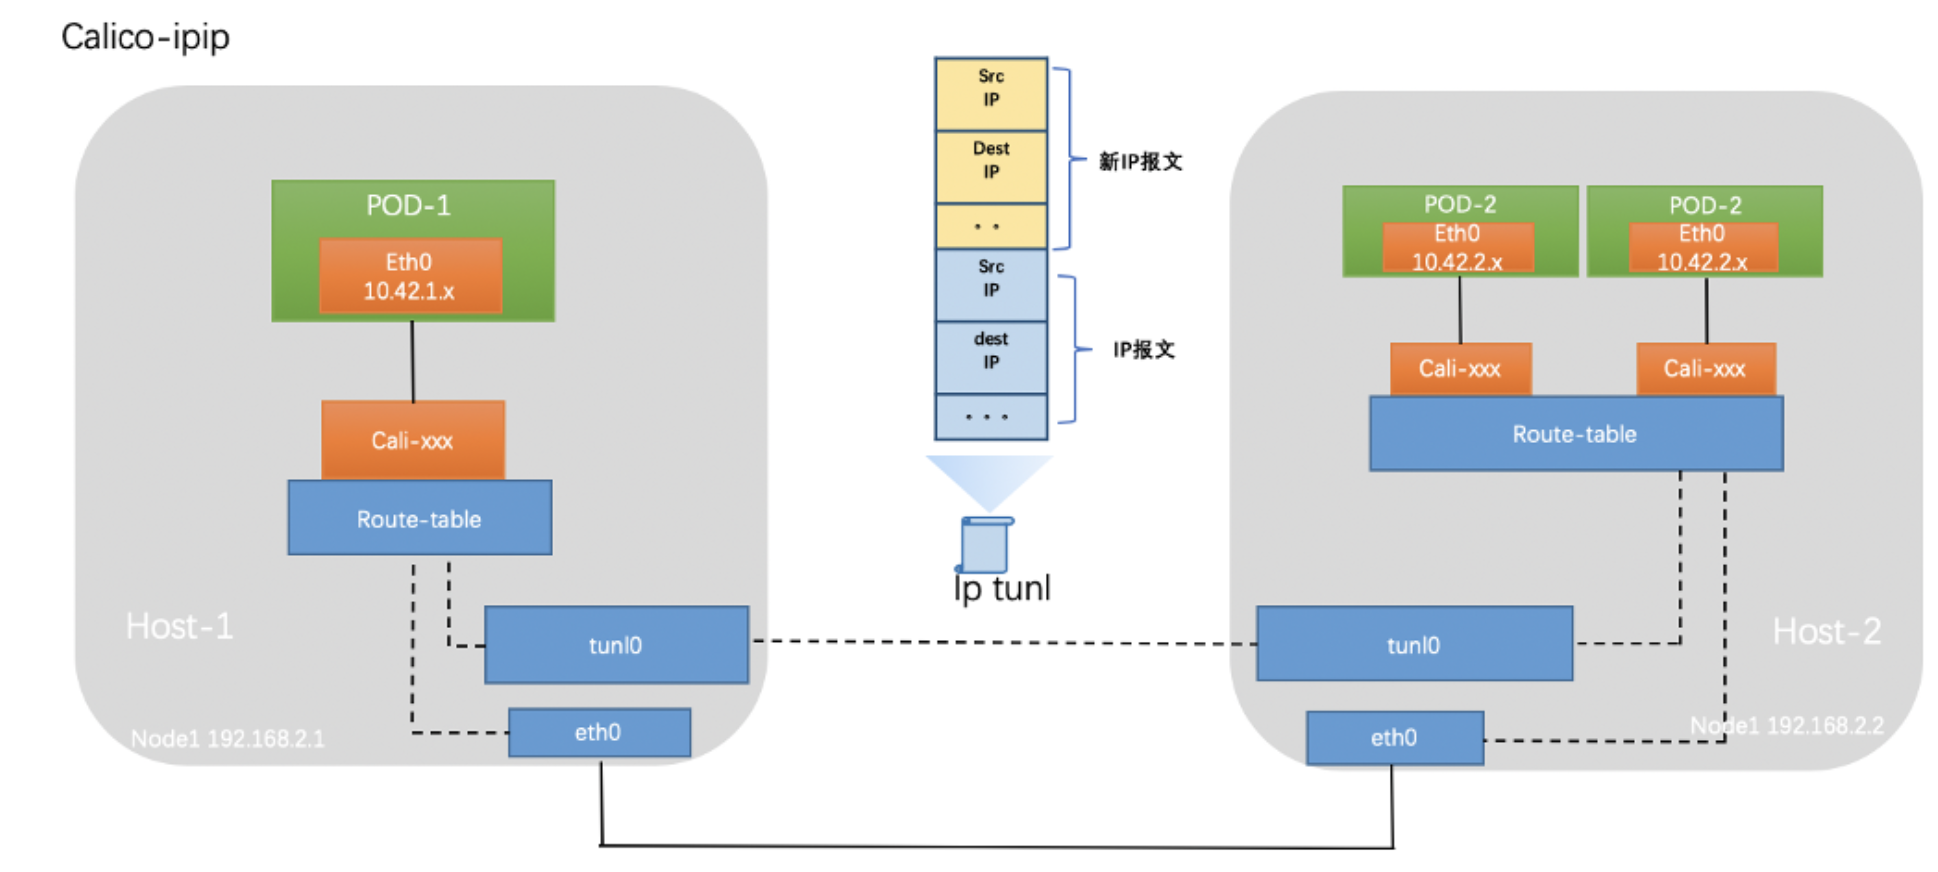 Calico-ipip
POD-1
Eth0
10.42.1.x
Cali-xxx
Route-table
Host-1
tunl0
Node1 192.168.2.1
eth0
Src
IP
Dest
IP
. .
新IP报文
Src
IP
dest
IP
. . .
IP报文
Ip tunl
POD-2
Eth0
10.42.2.x
POD-2
Eth0
10.42.2.x
Cali-xxx
Cali-xxx
Route-table
tunl0
Host-2
Node1 192.168.2.2
eth0